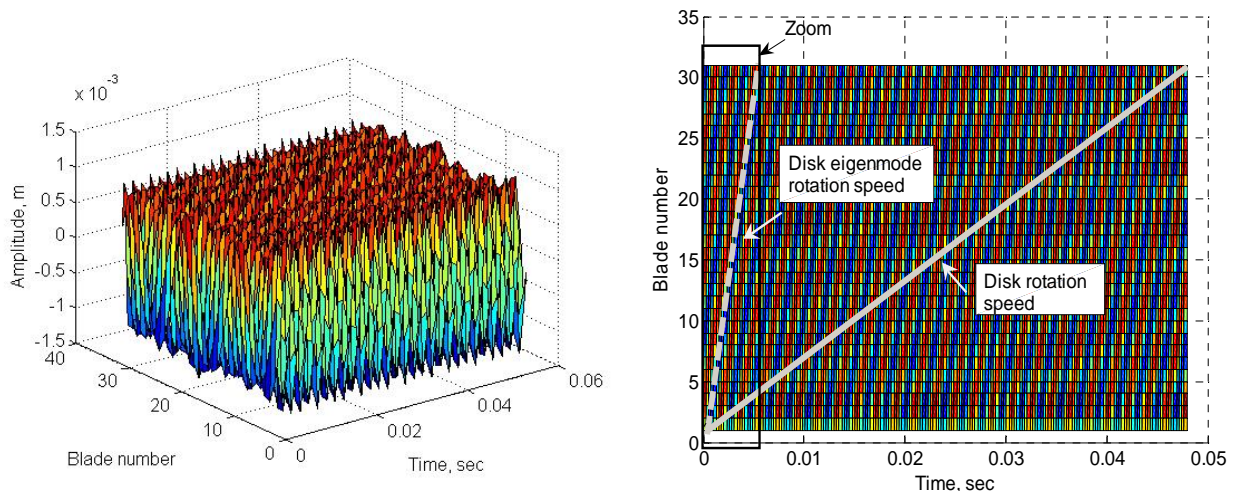 x 10
-3
1.5
1
0.5
0
-0.5
-1
-1.5
Amplitude, m
40
30
20
10
0
Blade number
0
0.02
0.04
0.06
Time, sec
35
30
25
20
15
10
5
0
Blade number
Zoom
Disk eigenmode
rotation speed
Disk rotation
speed
0
0.01
0.02
0.03
0.04
0.05
Time, sec